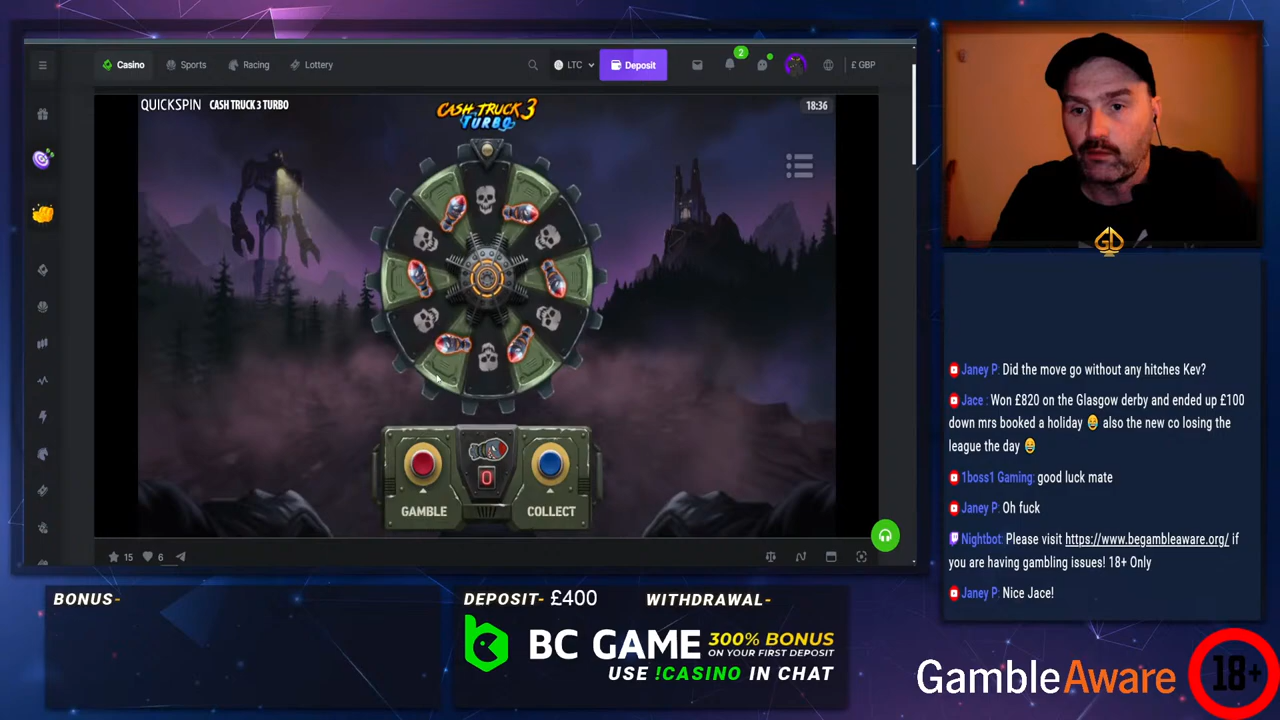 Casino
Sports
Racing
Lottery
LTC
Deposit
2
£ GBP
QUICKSPIN CASH TRUCK 3 TURBO
CASH TRUCK 3
TURBO
18:36
0
GAMBLE
COLLECT
15
6
GD
Janey P: Did the move go without any hitches Kev?
Jace : Won £820 on the Glasgow derby and ended up £100
down mrs booked a holiday 😅 also the new co losing the
league the day 😅
1boss1 Gaming: good luck mate
Janey P: Oh fuck
Nightbot: Please visit https://www.begambleaware.org/ if
you are having gambling issues! 18+ Only
Janey P: Nice Jace!
BONUS-
DEPOSIT- £400
WITHDRAWAL-
BC GAME
300% BONUS
ON YOUR FIRST DEPOSIT
USE !CASINO IN CHAT
GambleAware
18+